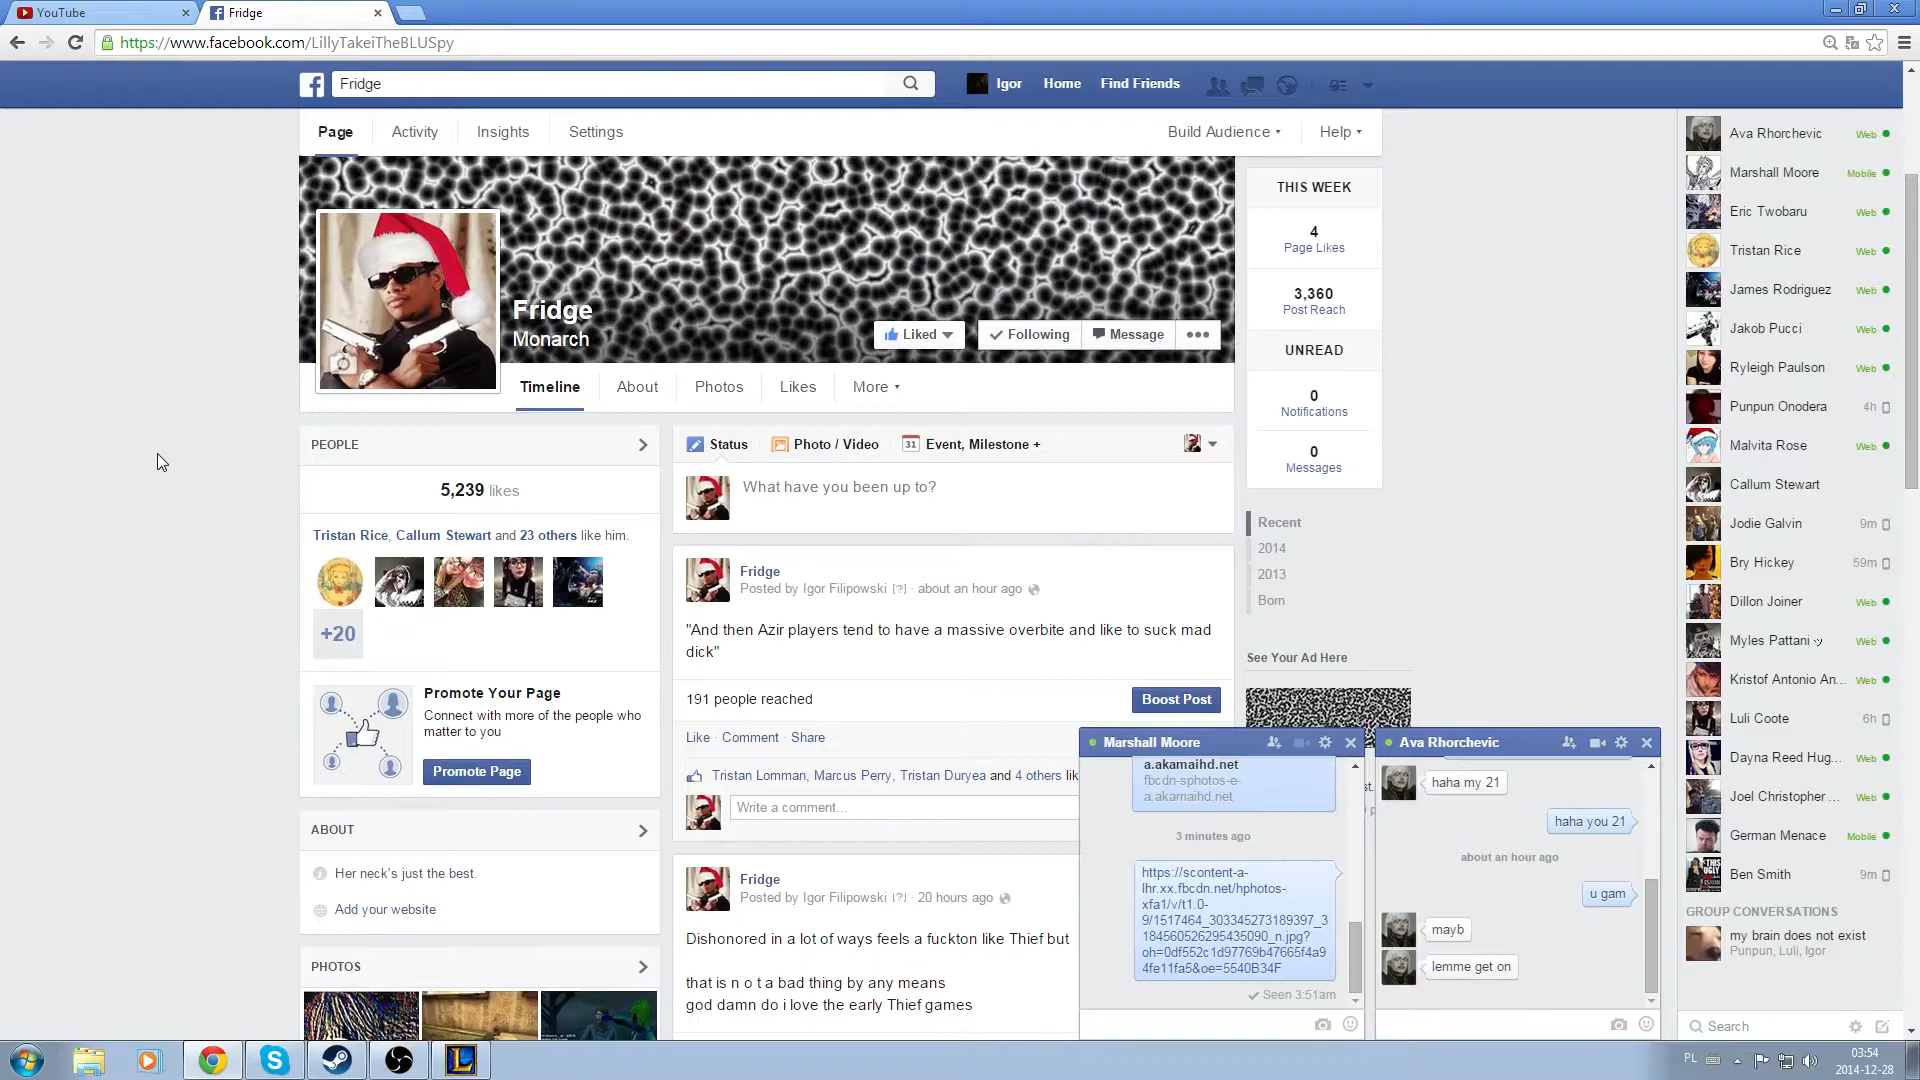 YouTube
Fridge
https://www.facebook.com/LillyTakeiTheBLUSpy
Fridge
Igor
Home
Find Friends
Page
Activity
Insights
Settings
Build Audience
Help
Fridge
Monarch
Liked
Following
Message
Timeline
About
Photos
Likes
More
THIS WEEK
4
Page Likes
3,360
Post Reach
UNREAD
0
Notifications
0
Messages
Recent
2014
2013
Born
See Your Ad Here
PEOPLE
5,239 likes
Tristan Rice, Callum Stewart and 23 others like him.
+20
Promote Your Page
Connect with more of the people who
matter to you
Promote Page
ABOUT
Her neck's just the best.
Add your website
PHOTOS
Status
Photo / Video
31
Event, Milestone +
What have you been up to?
Fridge
Posted by Igor Filipowski [?] · about an hour ago
"And then Azir players tend to have a massive overbite and like to suck mad
dick"
191 people reached
Boost Post
Like · Comment · Share
Tristan Lomman, Marcus Perry, Tristan Duryea and 4 others lik
Write a comment...
Fridge
Posted by Igor Filipowski [?] · 20 hours ago
Dishonored in a lot of ways feels a fuckton like Thief but
that is n o t a bad thing by any means
god damn do i love the early Thief games
Marshall Moore
a.akamaihd.net
fbcdn-sphotos-e-
a.akamaihd.net
3 minutes ago
https://scontent-a-
lhr.xx.fbcdn.net/hphotos-
xfa1/v/t1.0-
9/1517464_303345273189397_3
184560526295435090_n.jpg?
oh=0df552c1d97769b47665f4a9
4fe11fa5&oe=5540B34F
Seen 3:51am
Ava Rhorchevic
haha my 21
haha you 21
about an hour ago
u gam
mayb
lemme get on
Ava Rhorchevic Web
Marshall Moore Mobile
Eric Twobaru Web
Tristan Rice Web
James Rodriguez Web
Jakob Pucci Web
Ryleigh Paulson Web
Punpun Onodera 4h
Malvita Rose Web
Callum Stewart
Jodie Galvin 9m
Bry Hickey 59m
Dillon Joiner Web
Myles Pattani Web
Kristof Antonio An... Web
Luli Coote 6h
Dayna Reed Hug... Web
Joel Christopher ... Web
German Menace Mobile
Ben Smith 9m
GROUP CONVERSATIONS
my brain does not exist
Punpun, Luli, Igor
Search
PL
03:54
2014-12-28